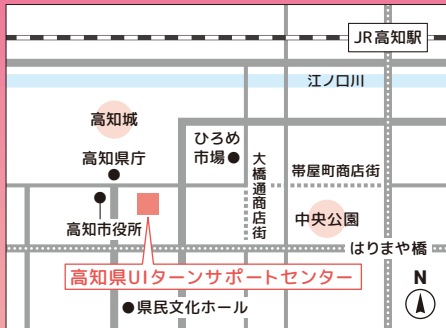 JR高知駅
江ノ口川
高知城
ひろめ
市場
高知県庁
大橋通商店街
帯屋町商店街
中央公園
高知市役所
はりまや橋
高知県UIターンサポートセンター
N
県民文化ホール